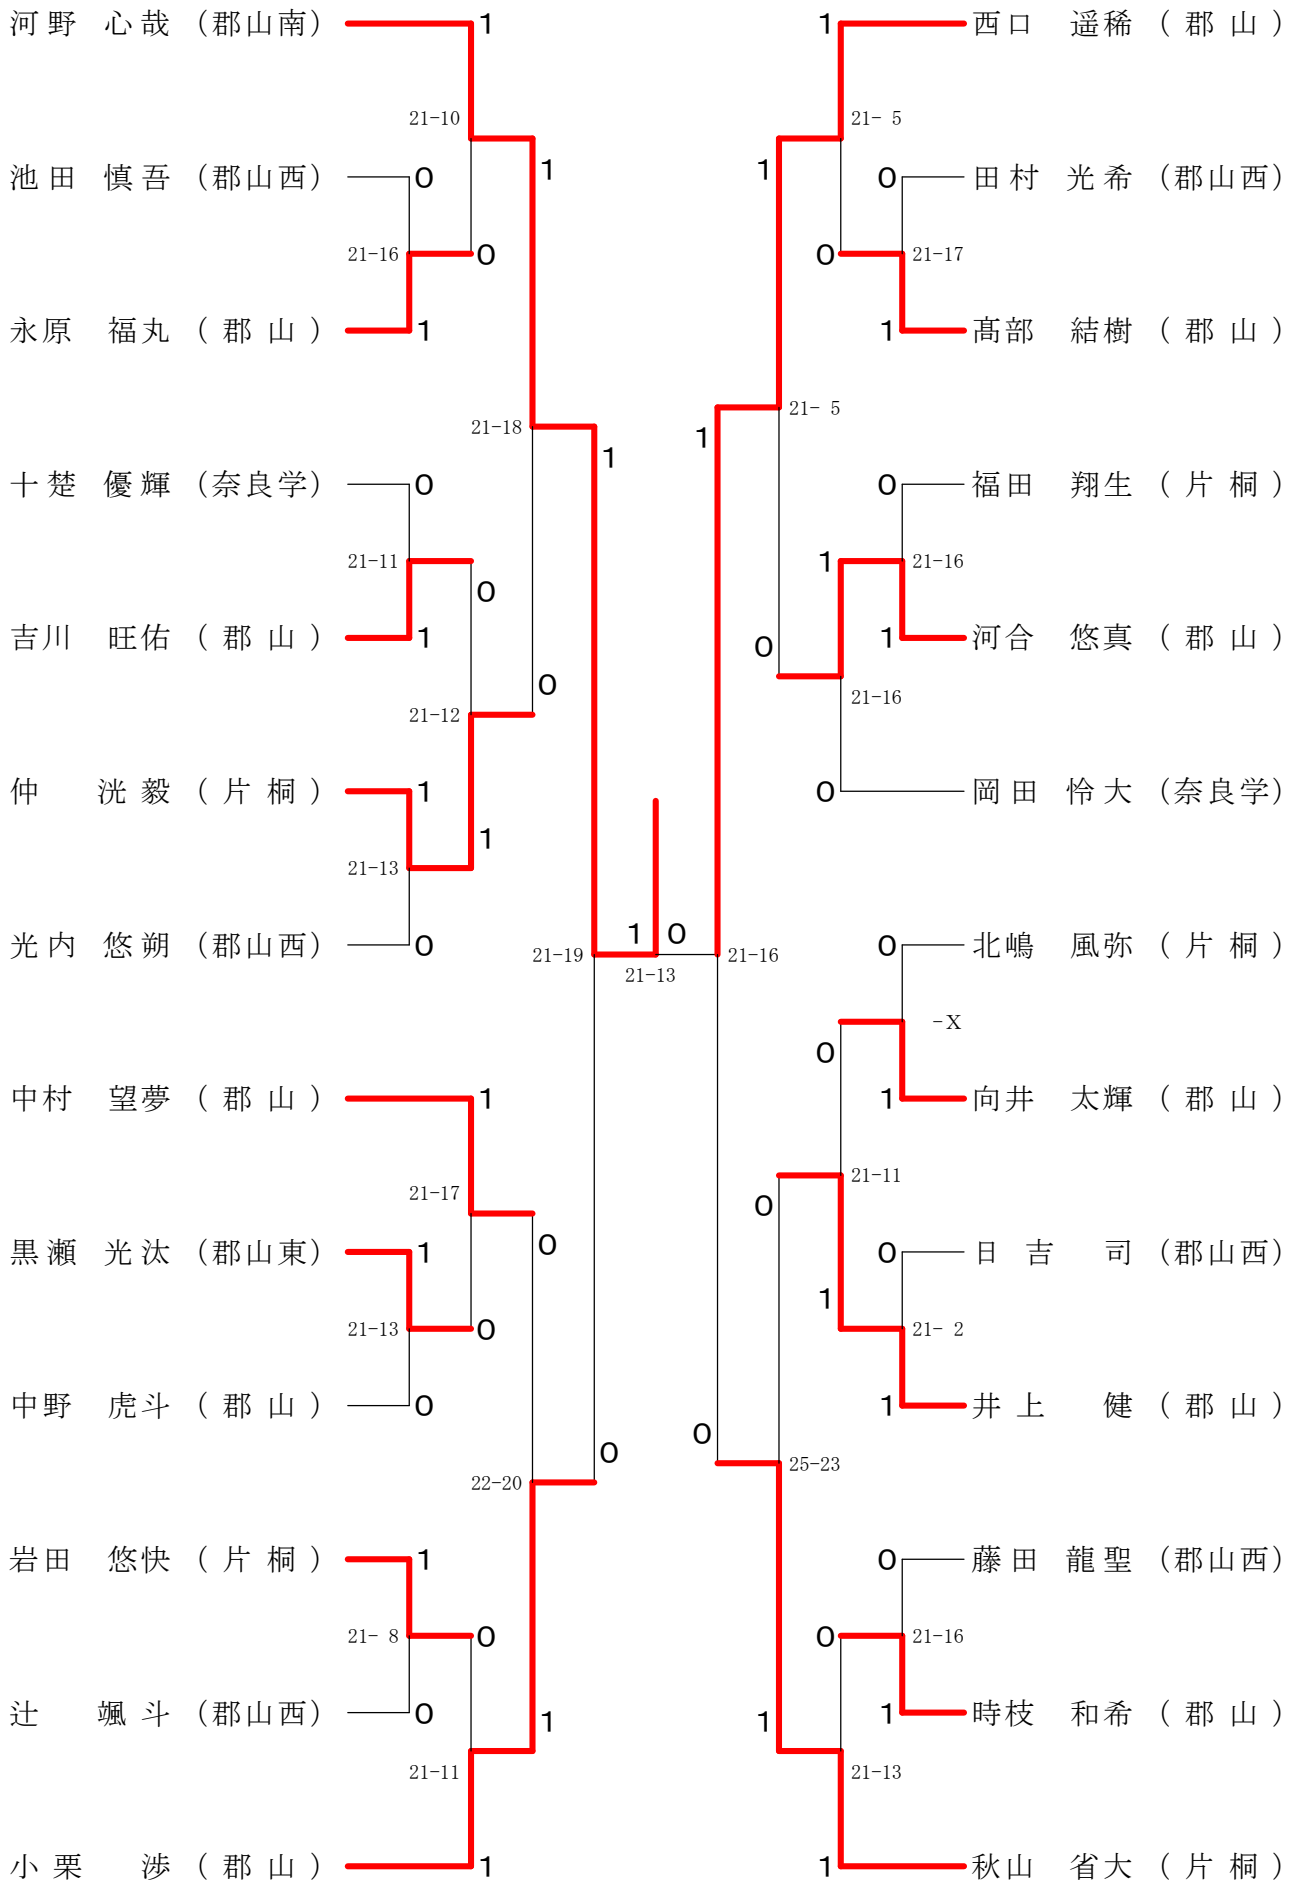 河野 心哉 (郡山南) 1 1 西口 遥稀 (郡山)
21-10 21- 5
1 1
池田 慎吾 (郡山西) 0 0 田村 光希 (郡山西)
21-16 0 0 21-17
永原 福丸 (郡山) 1 1 髙部 結樹 (郡山)
21- 5
21-18 1
1
十楚 優輝 (奈良学) 0 0 福田 翔生 (片桐)
21-11 1 21-16
0
吉川 旺佑 (郡山) 1 0 1 河合 悠真 (郡山)
0 21-16
21-12
仲 洸毅 (片桐) 1 0 岡田 怜大 (奈良学)
1
21-13
光内 悠朔 (郡山西) 0 1 0 0 北嶋 風弥 (片桐)
21-19 21-13 21-16
-X
0
中村 望夢 (郡山) 1 1 向井 太輝 (郡山)
21-17 21-11
0
黒瀬 光汰 (郡山東) 1 0 0 日吉 司 (郡山西)
1
21-13 0 21- 2
中野 虎斗 (郡山) 0 1 井上 健 (郡山)
0 0
22-20 25-23
岩田 悠快 (片桐) 1 0 藤田 龍聖 (郡山西)
21- 8 0 0 21-16
辻 颯斗 (郡山西) 0 1 1 1 時枝 和希 (郡山)
21-11 21-13
小栗 渉 (郡山) 1 1 秋山 省大 (片桐)